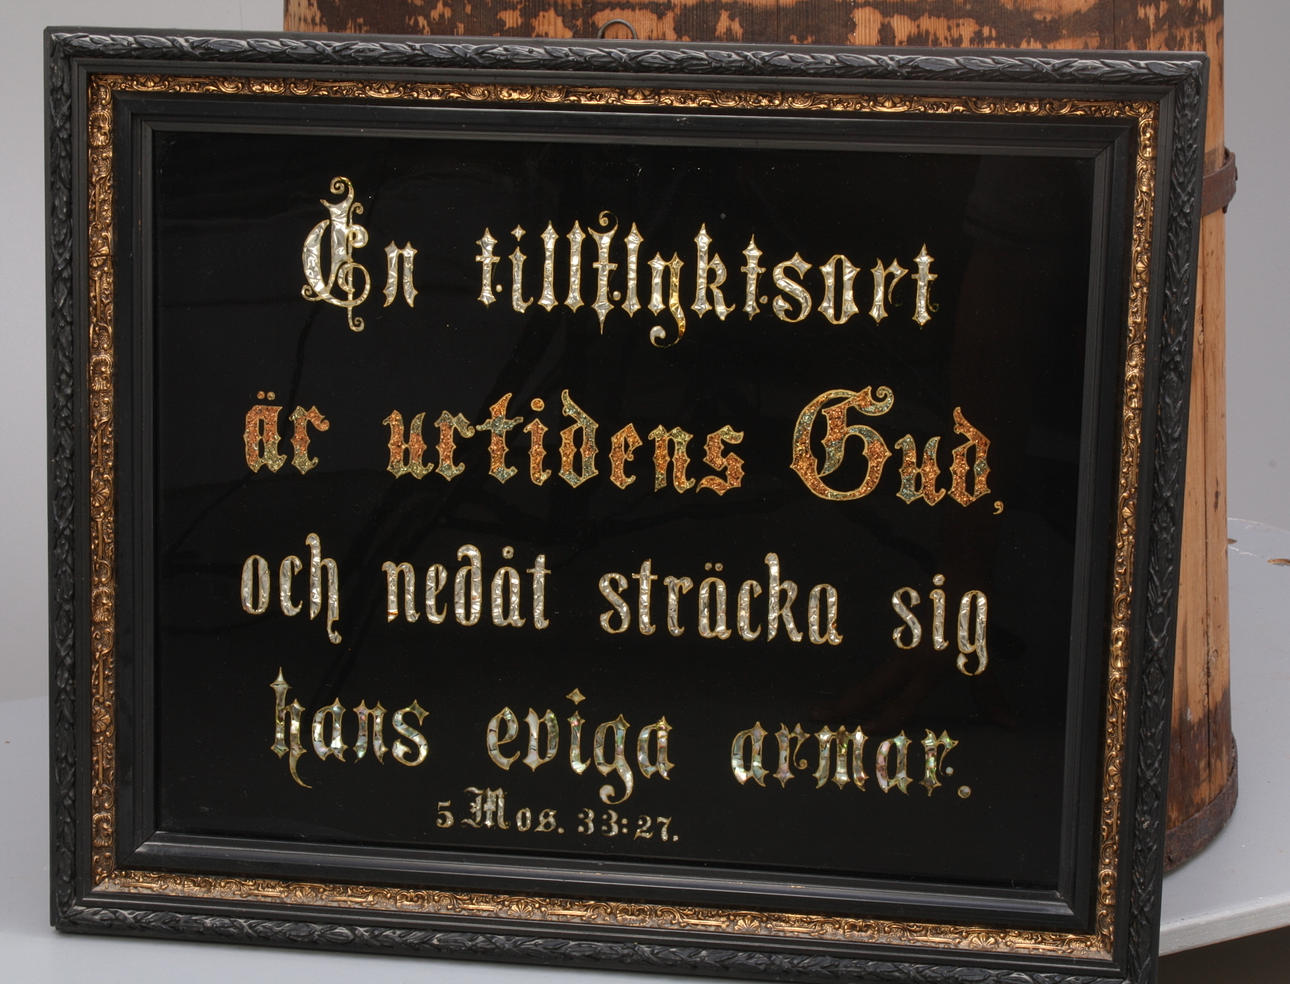 En tillflyktsort
är urtidens Gud,
och nedåt sträcka sig
hans eviga armar.
5 Mos. 33:27.